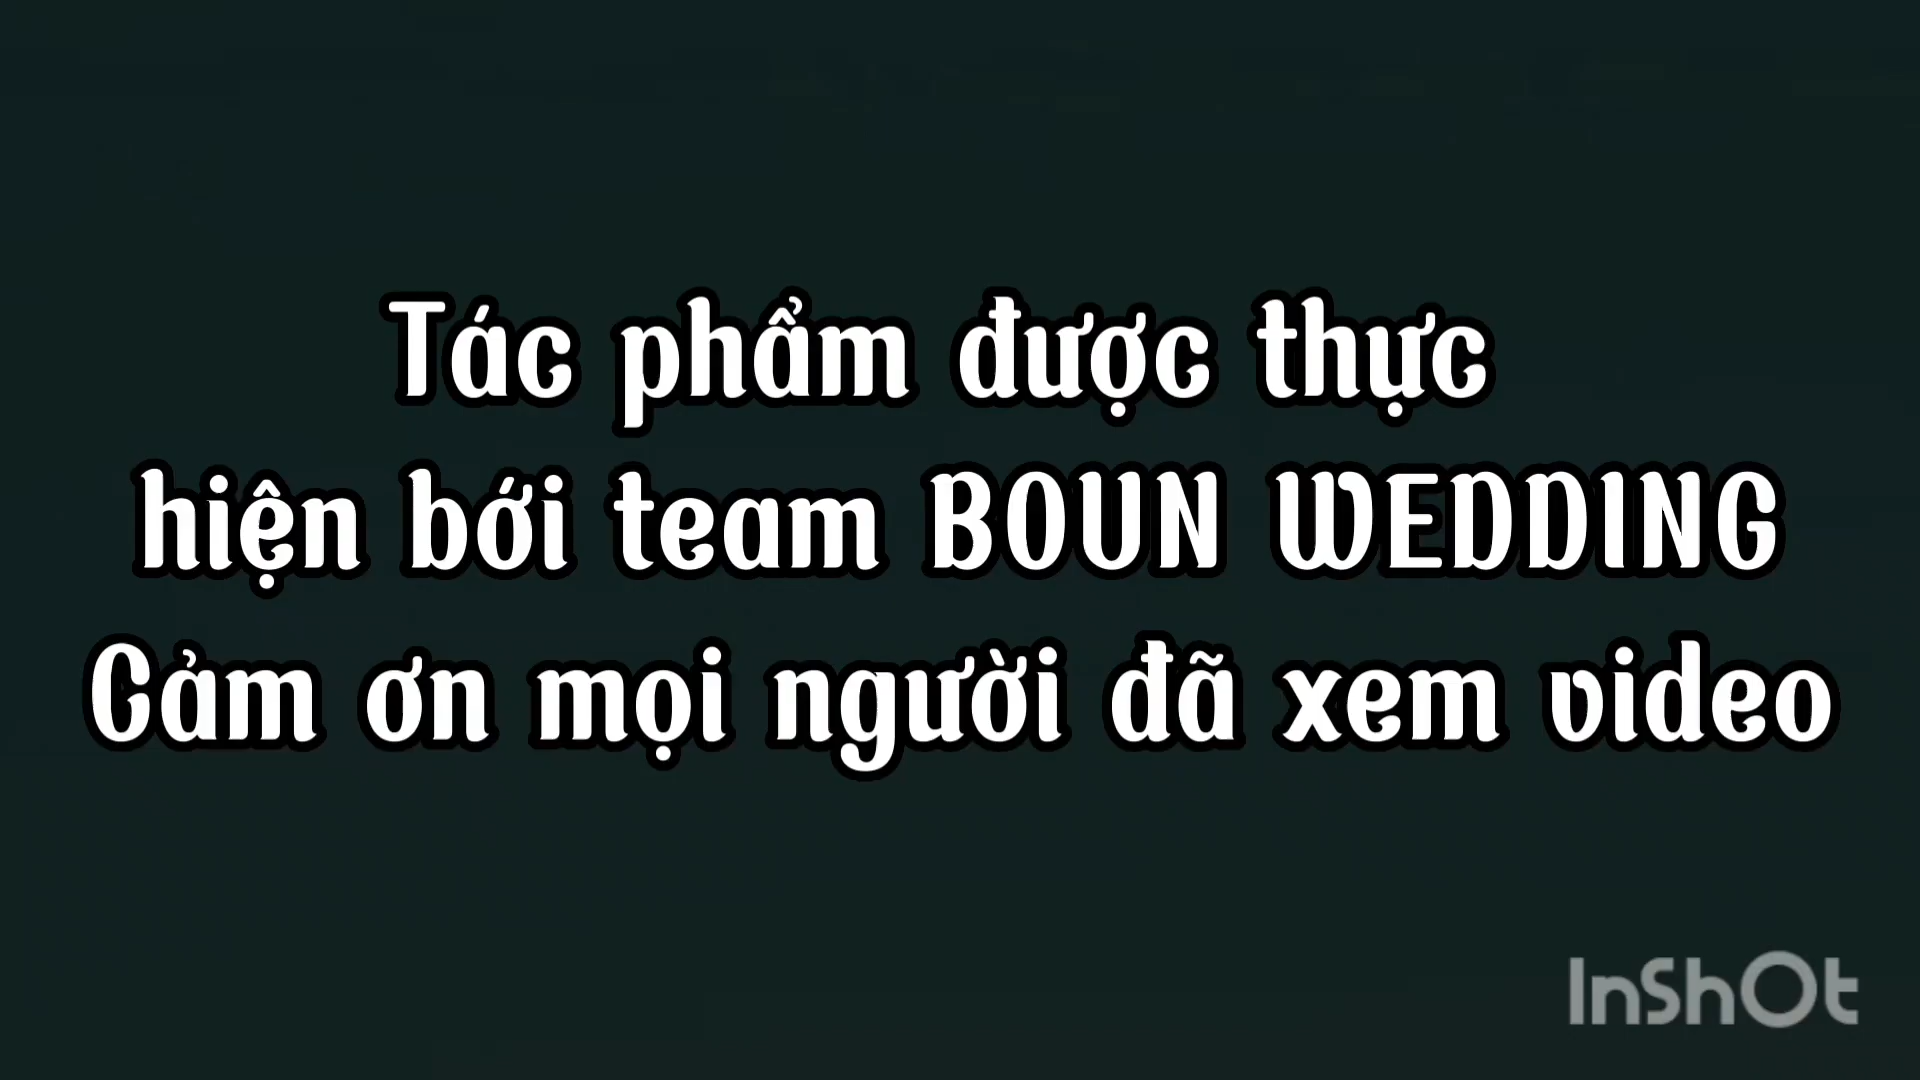 Tác phẩm được thực
hiện bới team BOUN WEDDING
Cảm ơn mọi người đã xem video
InShOt